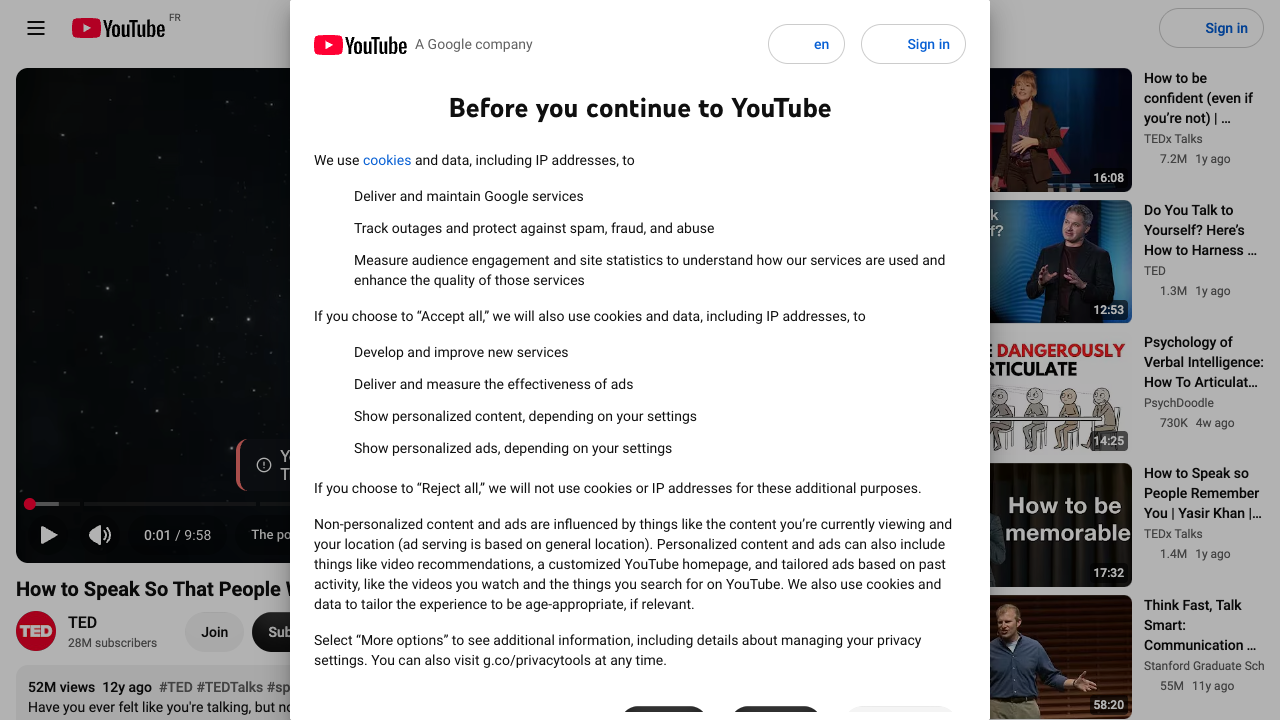 YouTube FR
Sign in
YouTube A Google company
en
Sign in
Before you continue to YouTube
We use cookies and data, including IP addresses, to
Deliver and maintain Google services
Track outages and protect against spam, fraud, and abuse
Measure audience engagement and site statistics to understand how our services are used and
enhance the quality of those services
If you choose to “Accept all,” we will also use cookies and data, including IP addresses, to
Develop and improve new services
Deliver and measure the effectiveness of ads
Show personalized content, depending on your settings
Show personalized ads, depending on your settings
If you choose to “Reject all,” we will not use cookies or IP addresses for these additional purposes.
Non-personalized content and ads are influenced by things like the content you’re currently viewing and
your location (ad serving is based on general location). Personalized content and ads can also include
things like video recommendations, a customized YouTube homepage, and tailored ads based on past
activity, like the videos you watch and the things you search for on YouTube. We also use cookies and
data to tailor the experience to be age-appropriate, if relevant.
Select “More options” to see additional information, including details about managing your privacy
settings. You can also visit g.co/privacytools at any time.
0:01 / 9:58
The po
How to Speak So That People
TED
TED
28M subscribers
Join
Sub
52M views 12y ago #TED #TEDTalks #sp
Have you ever felt like you're talking, but no
16:08
How to be
confident (even if
you’re not) | ...
TEDx Talks
7.2M 1y ago
f?
12:53
Do You Talk to
Yourself? Here’s
How to Harness ...
TED
1.3M 1y ago
DANGEROUSLY
RTICULATE
14:25
Psychology of
Verbal Intelligence:
How To Articulat...
PsychDoodle
730K 4w ago
How to be
memorable
17:32
How to Speak so
People Remember
You | Yasir Khan |...
TEDx Talks
1.4M 1y ago
58:20
Think Fast, Talk
Smart:
Communication ...
Stanford Graduate Sch
55M 11y ago